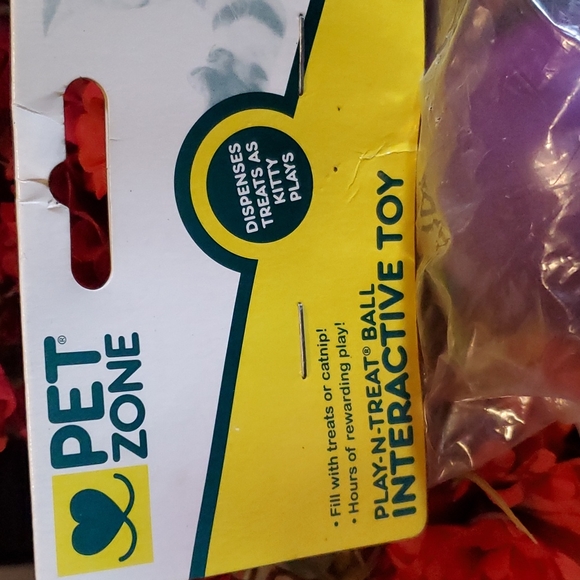 PET®
ZONE
DISPENSES
TREATS AS
KITTY
PLAYS
• Fill with treats or catnip!
• Hours of rewarding play!
PLAY-N-TREAT® BALL
INTERACTIVE TOY